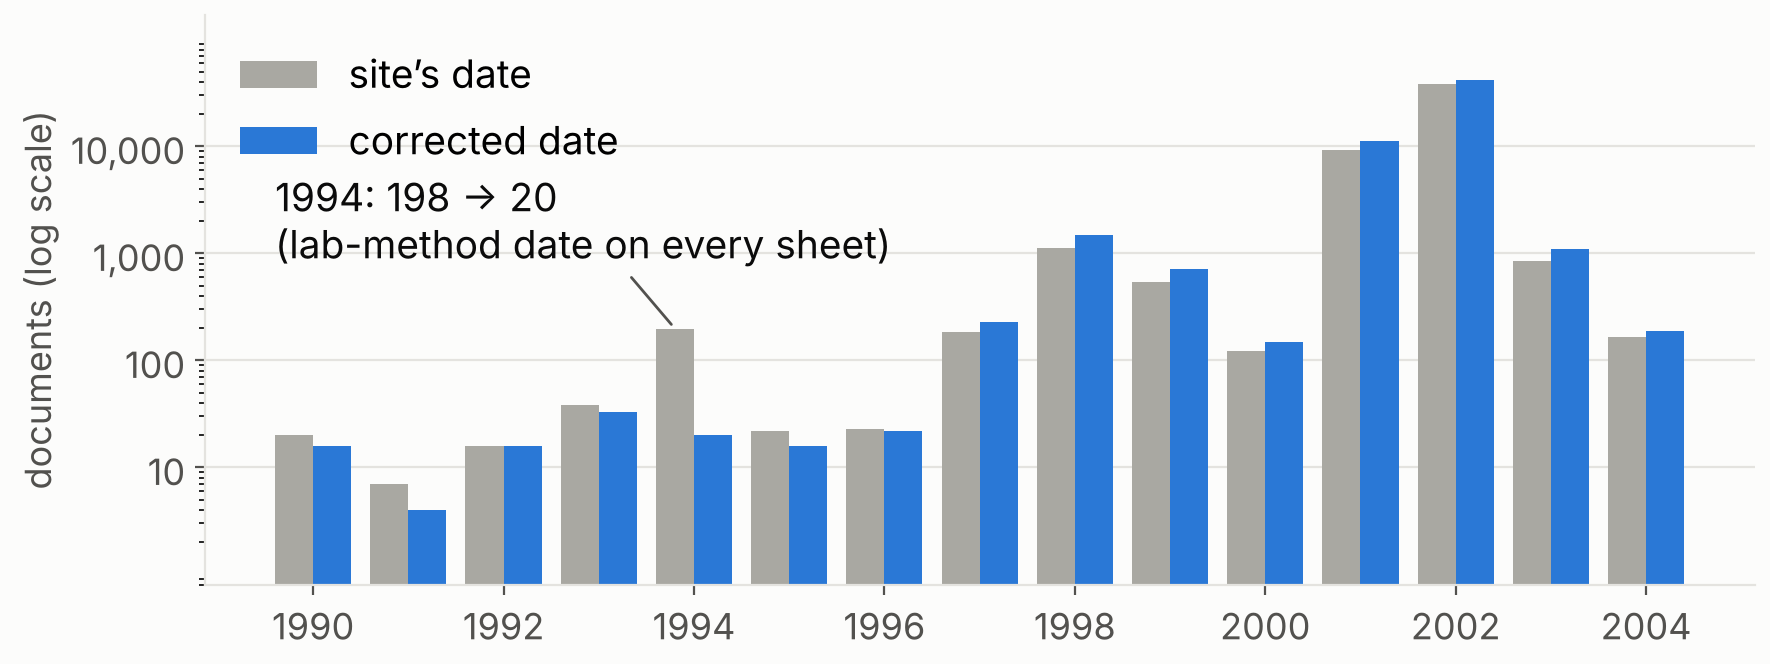 site’s date
corrected date
1994: 198 → 20
(lab-method date on every sheet)
documents (log scale)
10,000
1,000
100
10
1990 1992 1994 1996 1998 2000 2002 2004